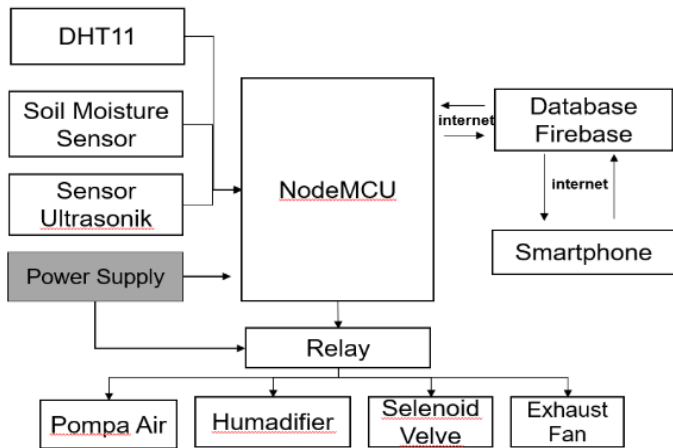 DHT11
Soil Moisture
Sensor
Sensor
Ultrasonik
Power Supply
NodeMCU
internet
Database
Firebase
internet
Smartphone
Relay
Pompa Air
Humadifier
Selenoid
Velve
Exhaust
Fan